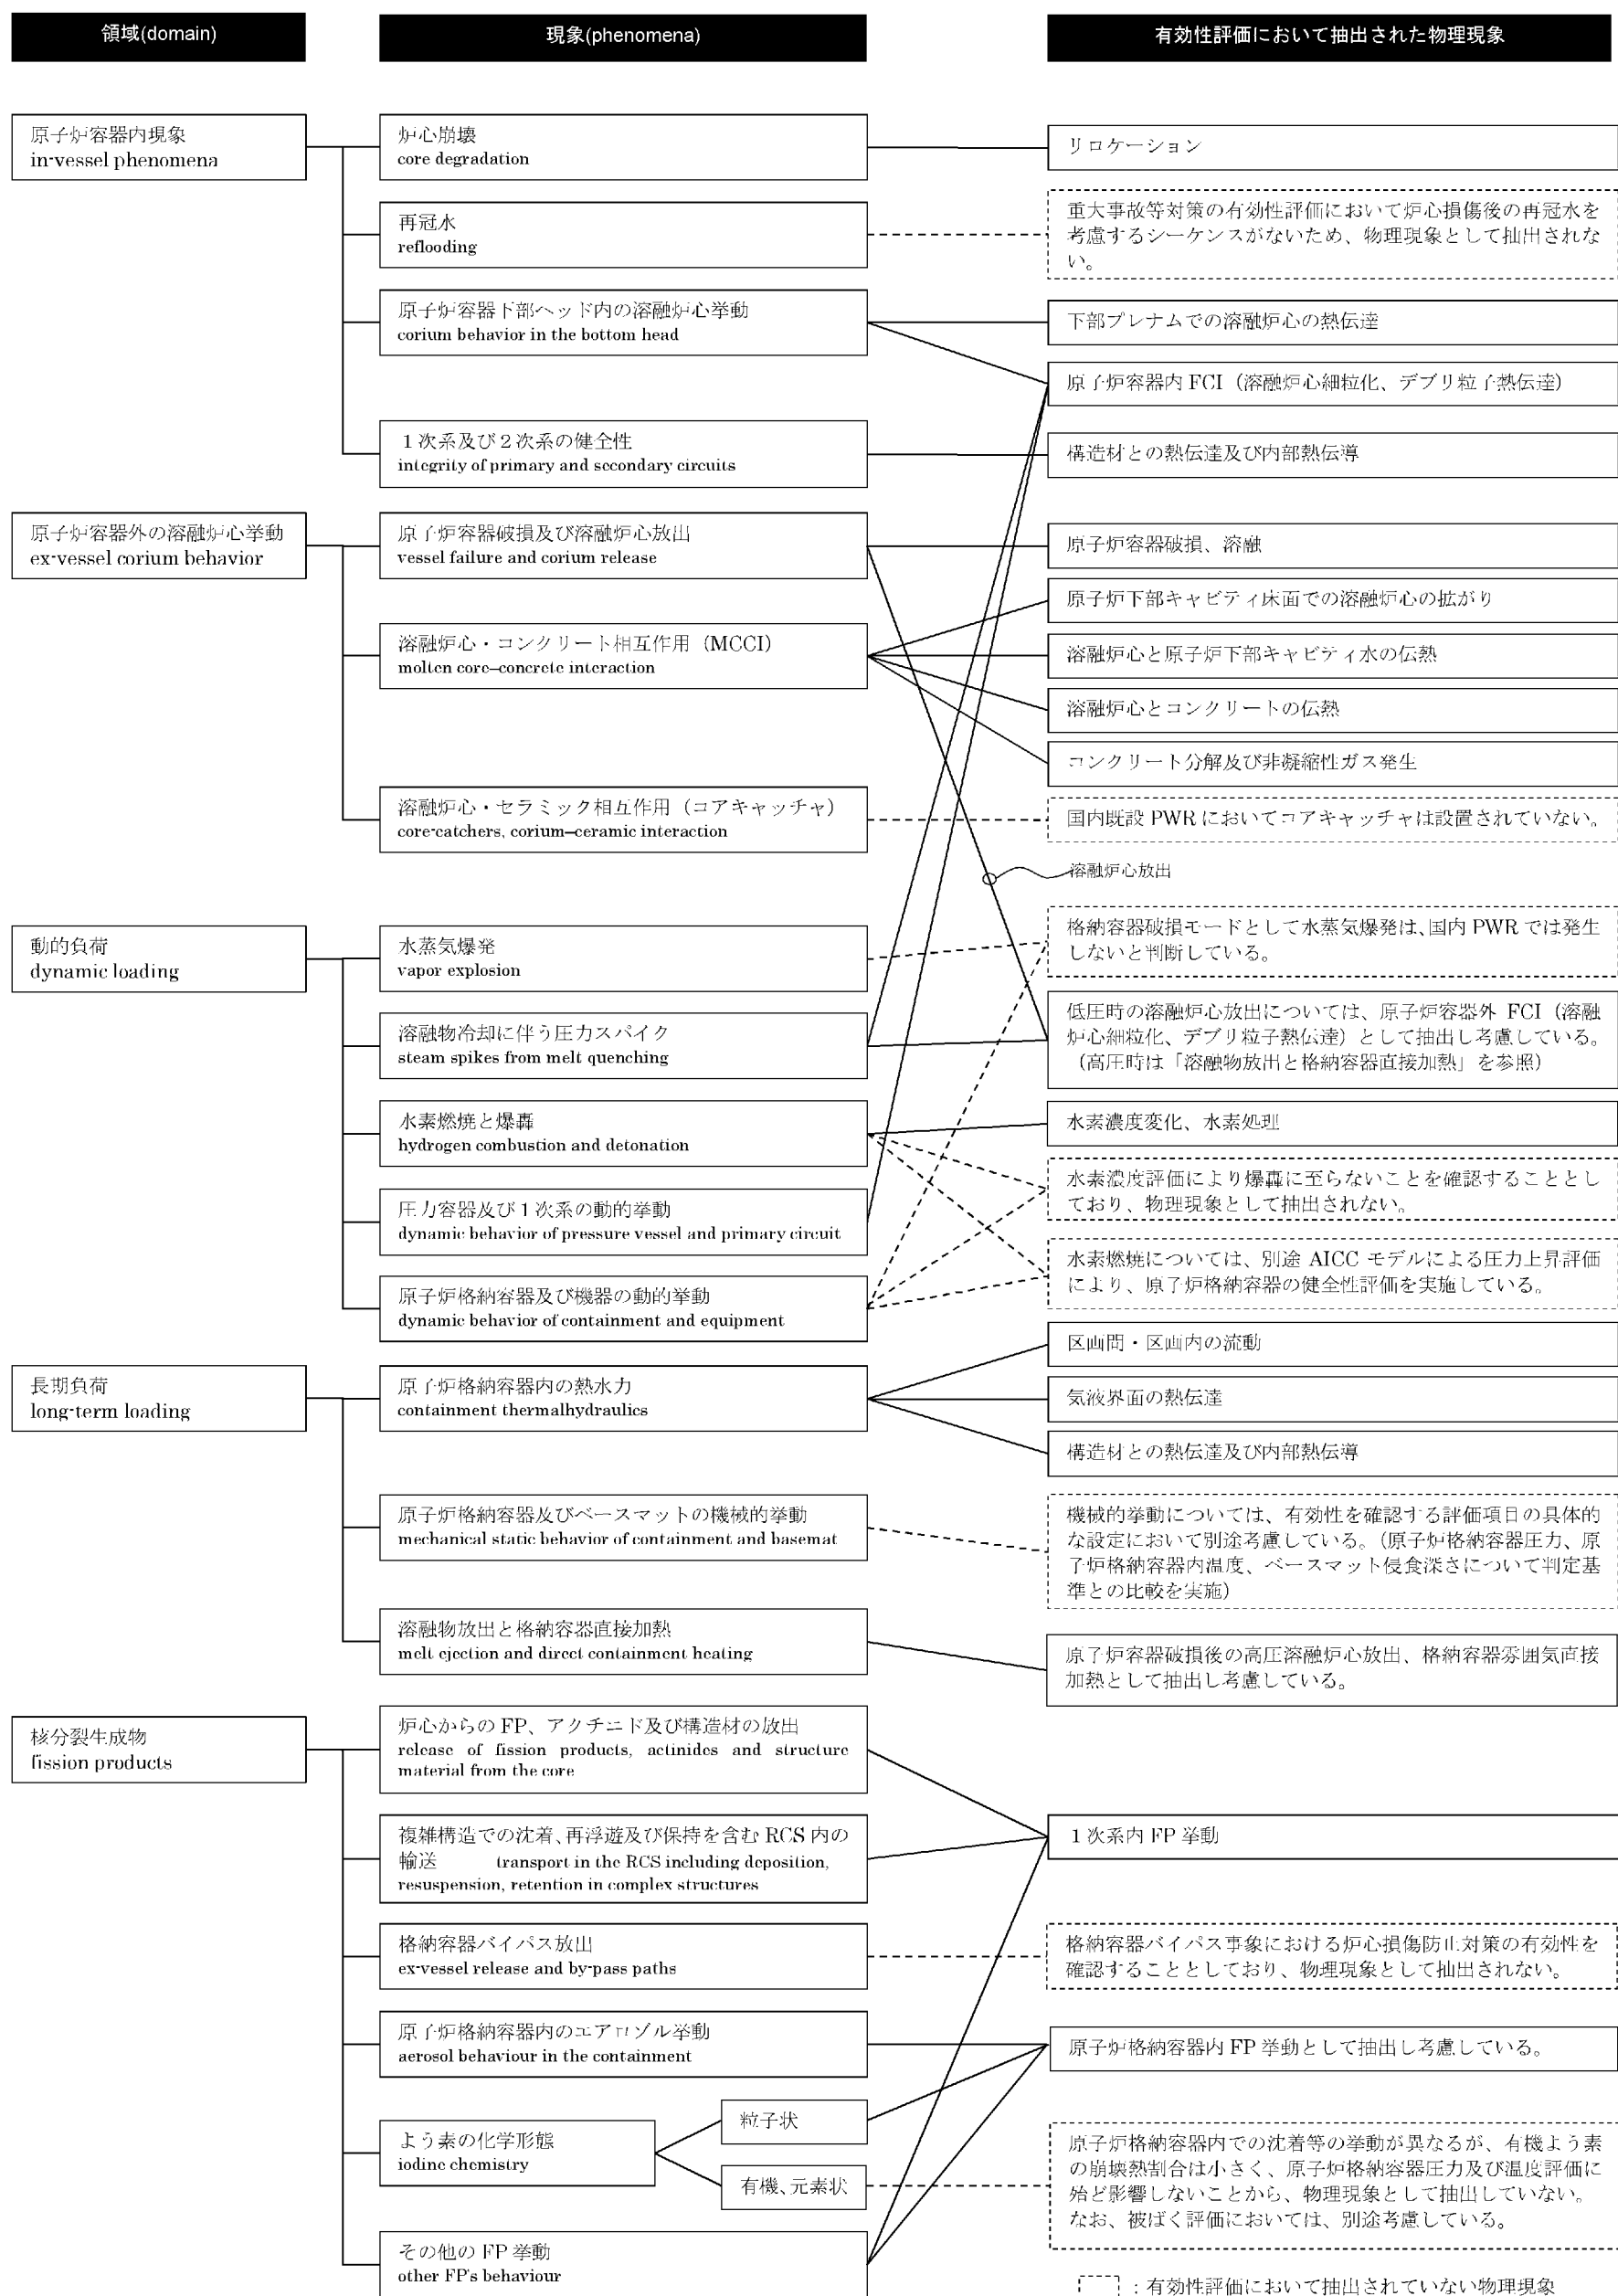 領域(domain)
現象(phenomena)
有効性評価において抽出された物理現象
原子炉容器内現象
in-vessel phenomena
炉心崩壊
core degradation
リロケーション
再冠水
reflooding
重大事故等対策の有効性評価において炉心損傷後の再冠水を
考慮するシーケンスがないため、物理現象として抽出されな
い。
原子炉容器下部ヘッド内の溶融炉心挙動
corium behavior in the bottom head
下部プレナムでの溶融炉心の熱伝達
原子炉容器内 FCI（溶融炉心細粒化、デブリ粒子熱伝達）
１次系及び２次系の健全性
integrity of primary and secondary circuits
構造材との熱伝達及び内部熱伝導
原子炉容器外の溶融炉心挙動
ex-vessel corium behavior
原子炉容器破損及び溶融炉心放出
vessel failure and corium release
原子炉容器破損、溶融
原子炉下部キャビティ床面での溶融炉心の拡がり
溶融炉心・コンクリート相互作用（MCCI）
molten core–concrete interaction
溶融炉心と原子炉下部キャビティ水の伝熱
溶融炉心とコンクリートの伝熱
コンクリート分解及び非凝縮性ガス発生
溶融炉心・セラミック相互作用（コアキャッチャ）
core-catchers, corium–ceramic interaction
国内既設 PWR においてコアキャッチャは設置されていない。
溶融炉心放出
動的負荷
dynamic loading
水蒸気爆発
vapor explosion
格納容器破損モードとして水蒸気爆発は、国内 PWR では発生
しないと判断している。
溶融物冷却に伴う圧力スパイク
steam spikes from melt quenching
低圧時の溶融炉心放出については、原子炉容器外 FCI（溶融
炉心細粒化、デブリ粒子熱伝達）として抽出し考慮している。
（高圧時は「溶融物放出と格納容器直接加熱」を参照）
水素燃焼と爆轟
hydrogen combustion and detonation
水素濃度変化、水素処理
水素濃度評価により爆轟に至らないことを確認することとし
ており、物理現象として抽出されない。
圧力容器及び１次系の動的挙動
dynamic behavior of pressure vessel and primary circuit
水素燃焼については、別途 AICC モデルによる圧力上昇評価
により、原子炉格納容器の健全性評価を実施している。
原子炉格納容器及び機器の動的挙動
dynamic behavior of containment and equipment
区画間・区画内の流動
長期負荷
long-term loading
原子炉格納容器内の熱水力
containment thermalhydraulics
気液界面の熱伝達
構造材との熱伝達及び内部熱伝導
原子炉格納容器及びベースマットの機械的挙動
mechanical static behavior of containment and basemat
機械的挙動については、有効性を確認する評価項目の具体的
な設定において別途考慮している。（原子炉格納容器圧力、原
子炉格納容器内温度、ベースマット侵食深さについて判定基
準との比較を実施）
溶融物放出と格納容器直接加熱
melt ejection and direct containment heating
原子炉容器破損後の高圧溶融炉心放出、格納容器雰囲気直接
加熱として抽出し考慮している。
核分裂生成物
fission products
炉心からの FP、アクチニド及び構造材の放出
release of fission products, actinides and structure
material from the core
複雑構造での沈着、再浮遊及び保持を含む RCS 内の
輸送 transport in the RCS including deposition,
resuspension, retention in complex structures
１次系内 FP 挙動
格納容器バイパス放出
ex-vessel release and by-pass paths
格納容器バイパス事象における炉心損傷防止対策の有効性を
確認することとしており、物理現象として抽出されない。
原子炉格納容器内のエアロゾル挙動
aerosol behaviour in the containment
原子炉格納容器内 FP 挙動として抽出し考慮している。
よう素の化学形態
iodine chemistry
粒子状
有機、元素状
原子炉格納容器内での沈着等の挙動が異なるが、有機よう素
の崩壊熱割合は小さく、原子炉格納容器圧力及び温度評価に
殆ど影響しないことから、物理現象として抽出していない。
なお、被ばく評価においては、別途考慮している。
その他の FP 挙動
other FP's behaviour
：有効性評価において抽出されていない物理現象